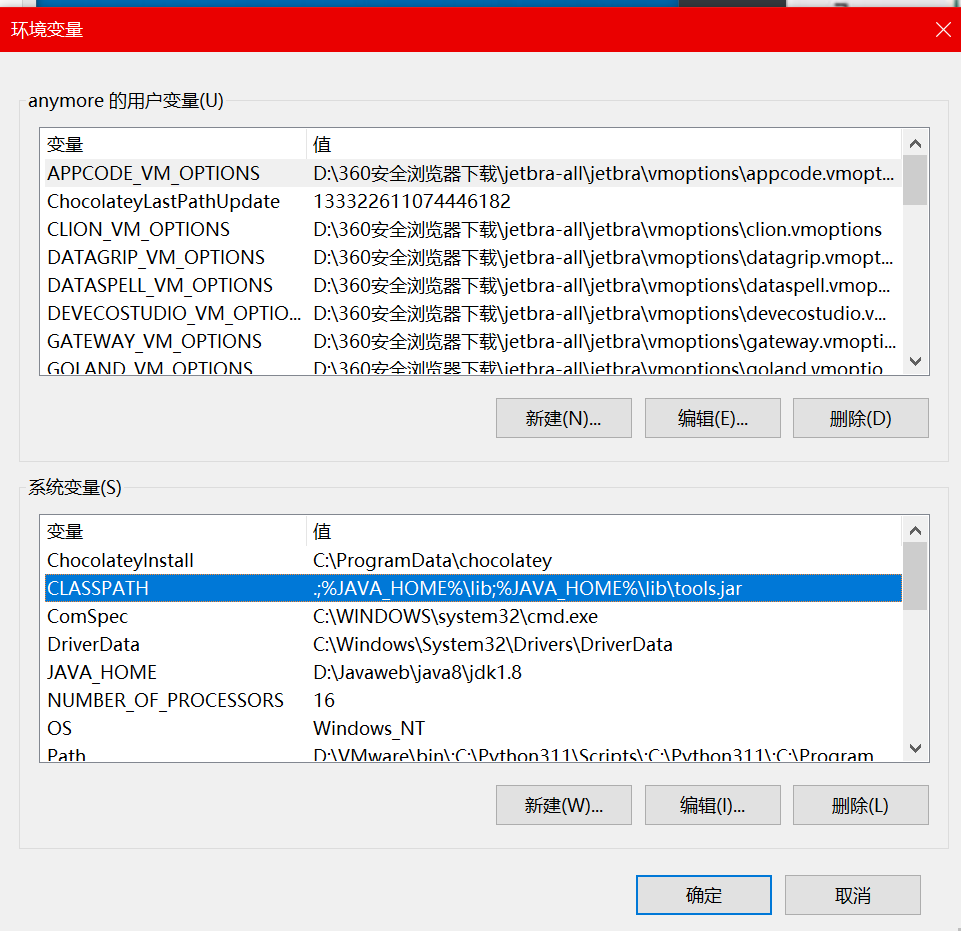 环境变量
anymore 的用户变量(U)
变量 值
APPCODE_VM_OPTIONS D:\360安全浏览器下载\jetbra-all\jetbra\vmoptions\appcode.vmopt...
ChocolateyLastPathUpdate 133322611074446182
CLION_VM_OPTIONS D:\360安全浏览器下载\jetbra-all\jetbra\vmoptions\clion.vmoptions
DATAGRIP_VM_OPTIONS D:\360安全浏览器下载\jetbra-all\jetbra\vmoptions\datagrip.vmopt...
DATASPELL_VM_OPTIONS D:\360安全浏览器下载\jetbra-all\jetbra\vmoptions\dataspell.vmop...
DEVECOSTUDIO_VM_OPTIO... D:\360安全浏览器下载\jetbra-all\jetbra\vmoptions\devecostudio.v...
GATEWAY_VM_OPTIONS D:\360安全浏览器下载\jetbra-all\jetbra\vmoptions\gateway.vmopti...
GOLAND_VM_OPTIONS D:\360安全浏览器下载\jetbra-all\jetbra\vmoptions\goland.vmoptio
新建(N)... 编辑(E)... 删除(D)
系统变量(S)
变量 值
ChocolateyInstall C:\ProgramData\chocolatey
CLASSPATH .;%JAVA_HOME%\lib;%JAVA_HOME%\lib\tools.jar
ComSpec C:\WINDOWS\system32\cmd.exe
DriverData C:\Windows\System32\Drivers\DriverData
JAVA_HOME D:\Javaweb\java8\jdk1.8
NUMBER_OF_PROCESSORS 16
OS Windows_NT
Path D:\VMware\bin\;C:\Python311\Scripts\;C:\Python311\;C:\Program
新建(W)... 编辑(I)... 删除(L)
确定 取消